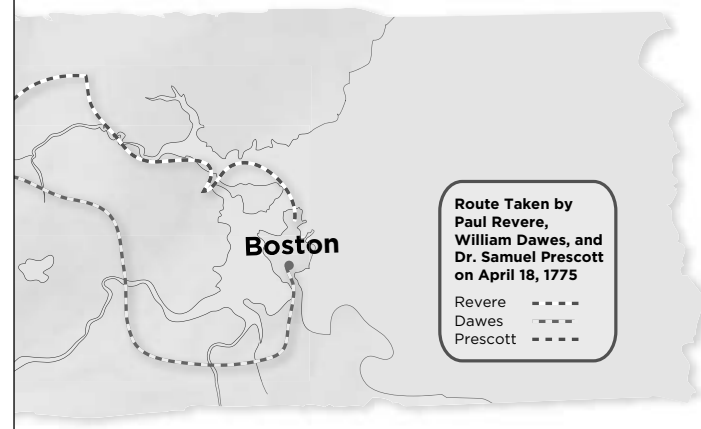 Boston
Route Taken by
Paul Revere,
William Dawes, and
Dr. Samuel Prescott
on April 18, 1775
Revere
Dawes
Prescott